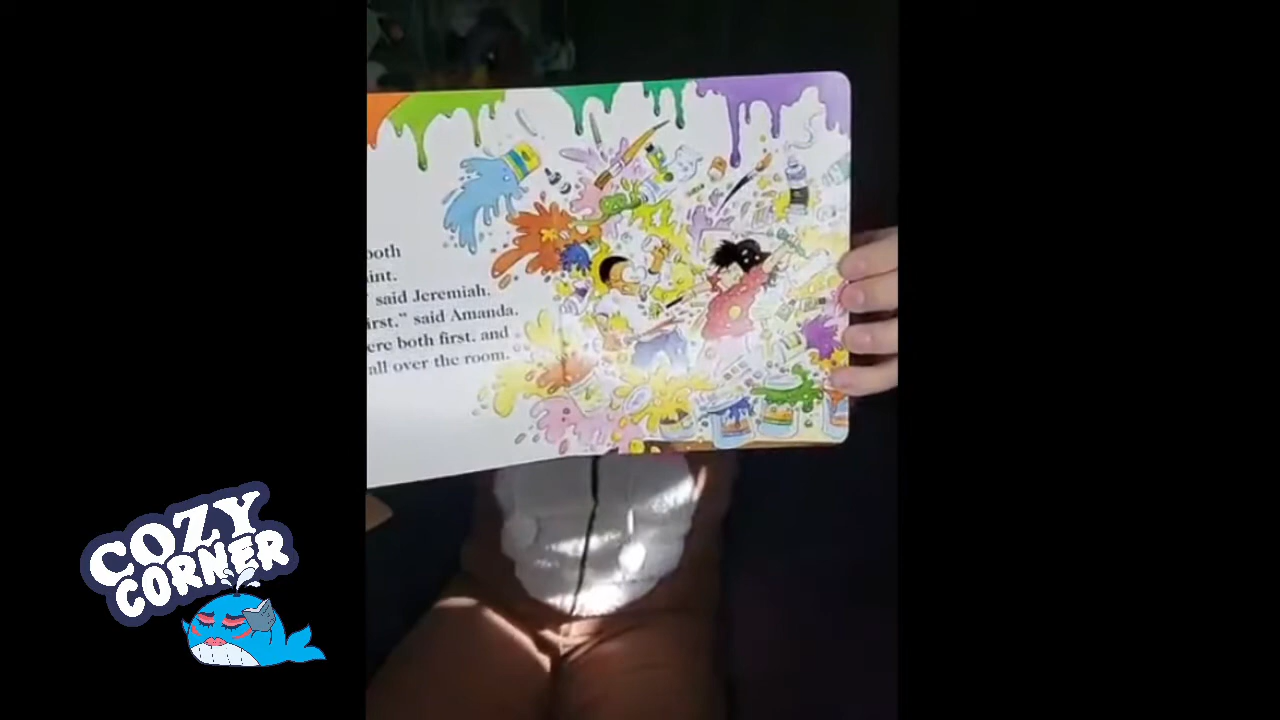 both
aint.
" said Jeremiah.
irst," said Amanda.
ere both first, and
all over the room.
COZY
CORNER